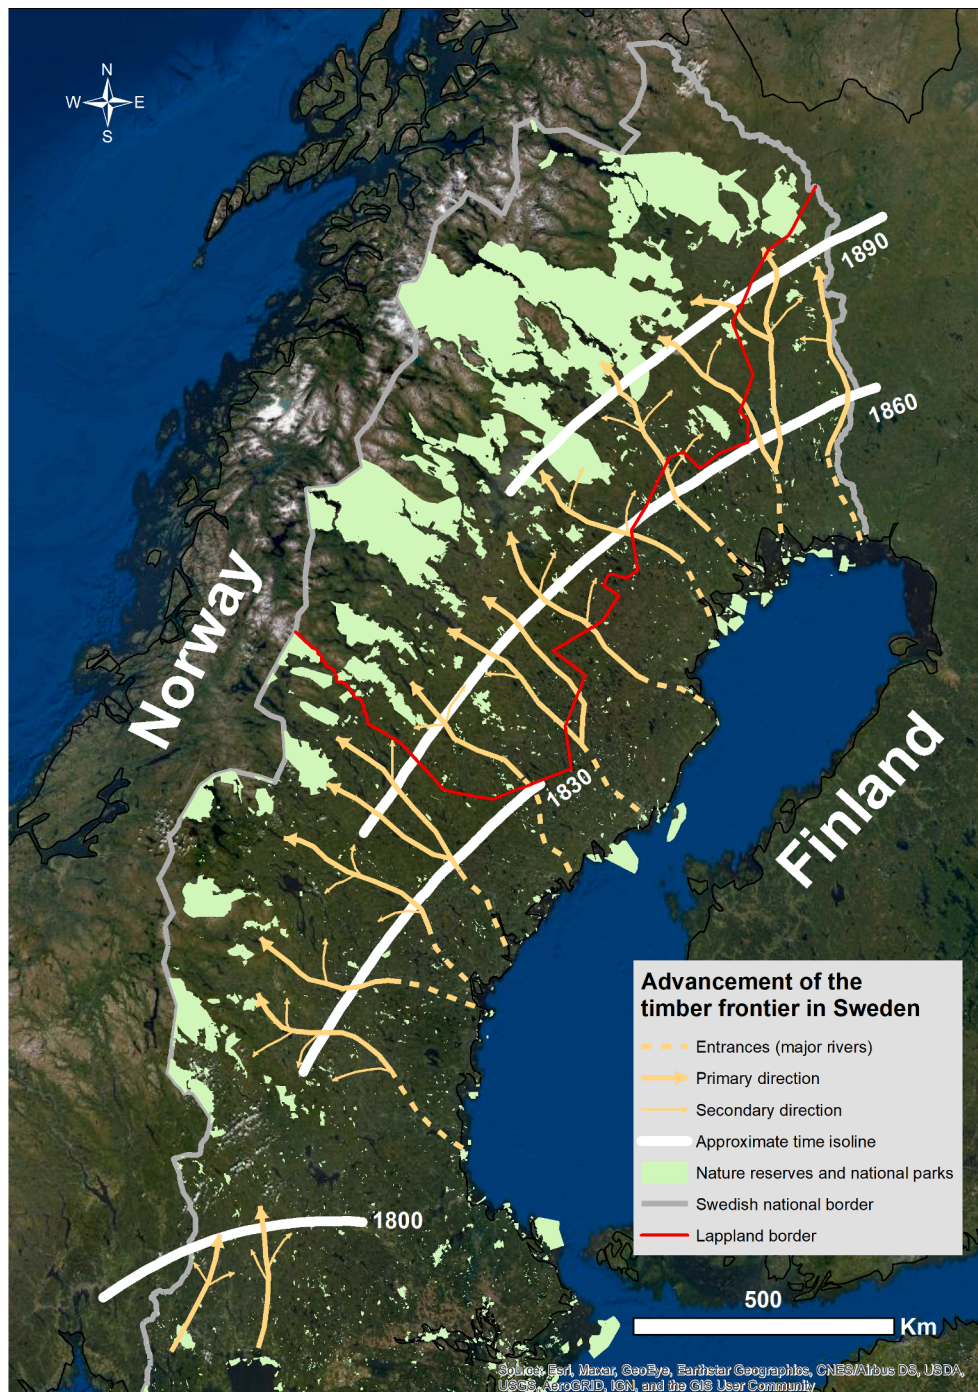 N
W E
S
1890
1860
Norway
1830
Finland
Advancement of the
timber frontier in Sweden
Entrances (major rivers)
Primary direction
Secondary direction
Approximate time isoline
Nature reserves and national parks
Swedish national border
Lappland border
1800
500
Km
Source: Esri, Maxar, GeoEye, Earthstar Geographics, CNES/Airbus DS, USDA,
USGS, AeroGRID, IGN, and the GIS User Community